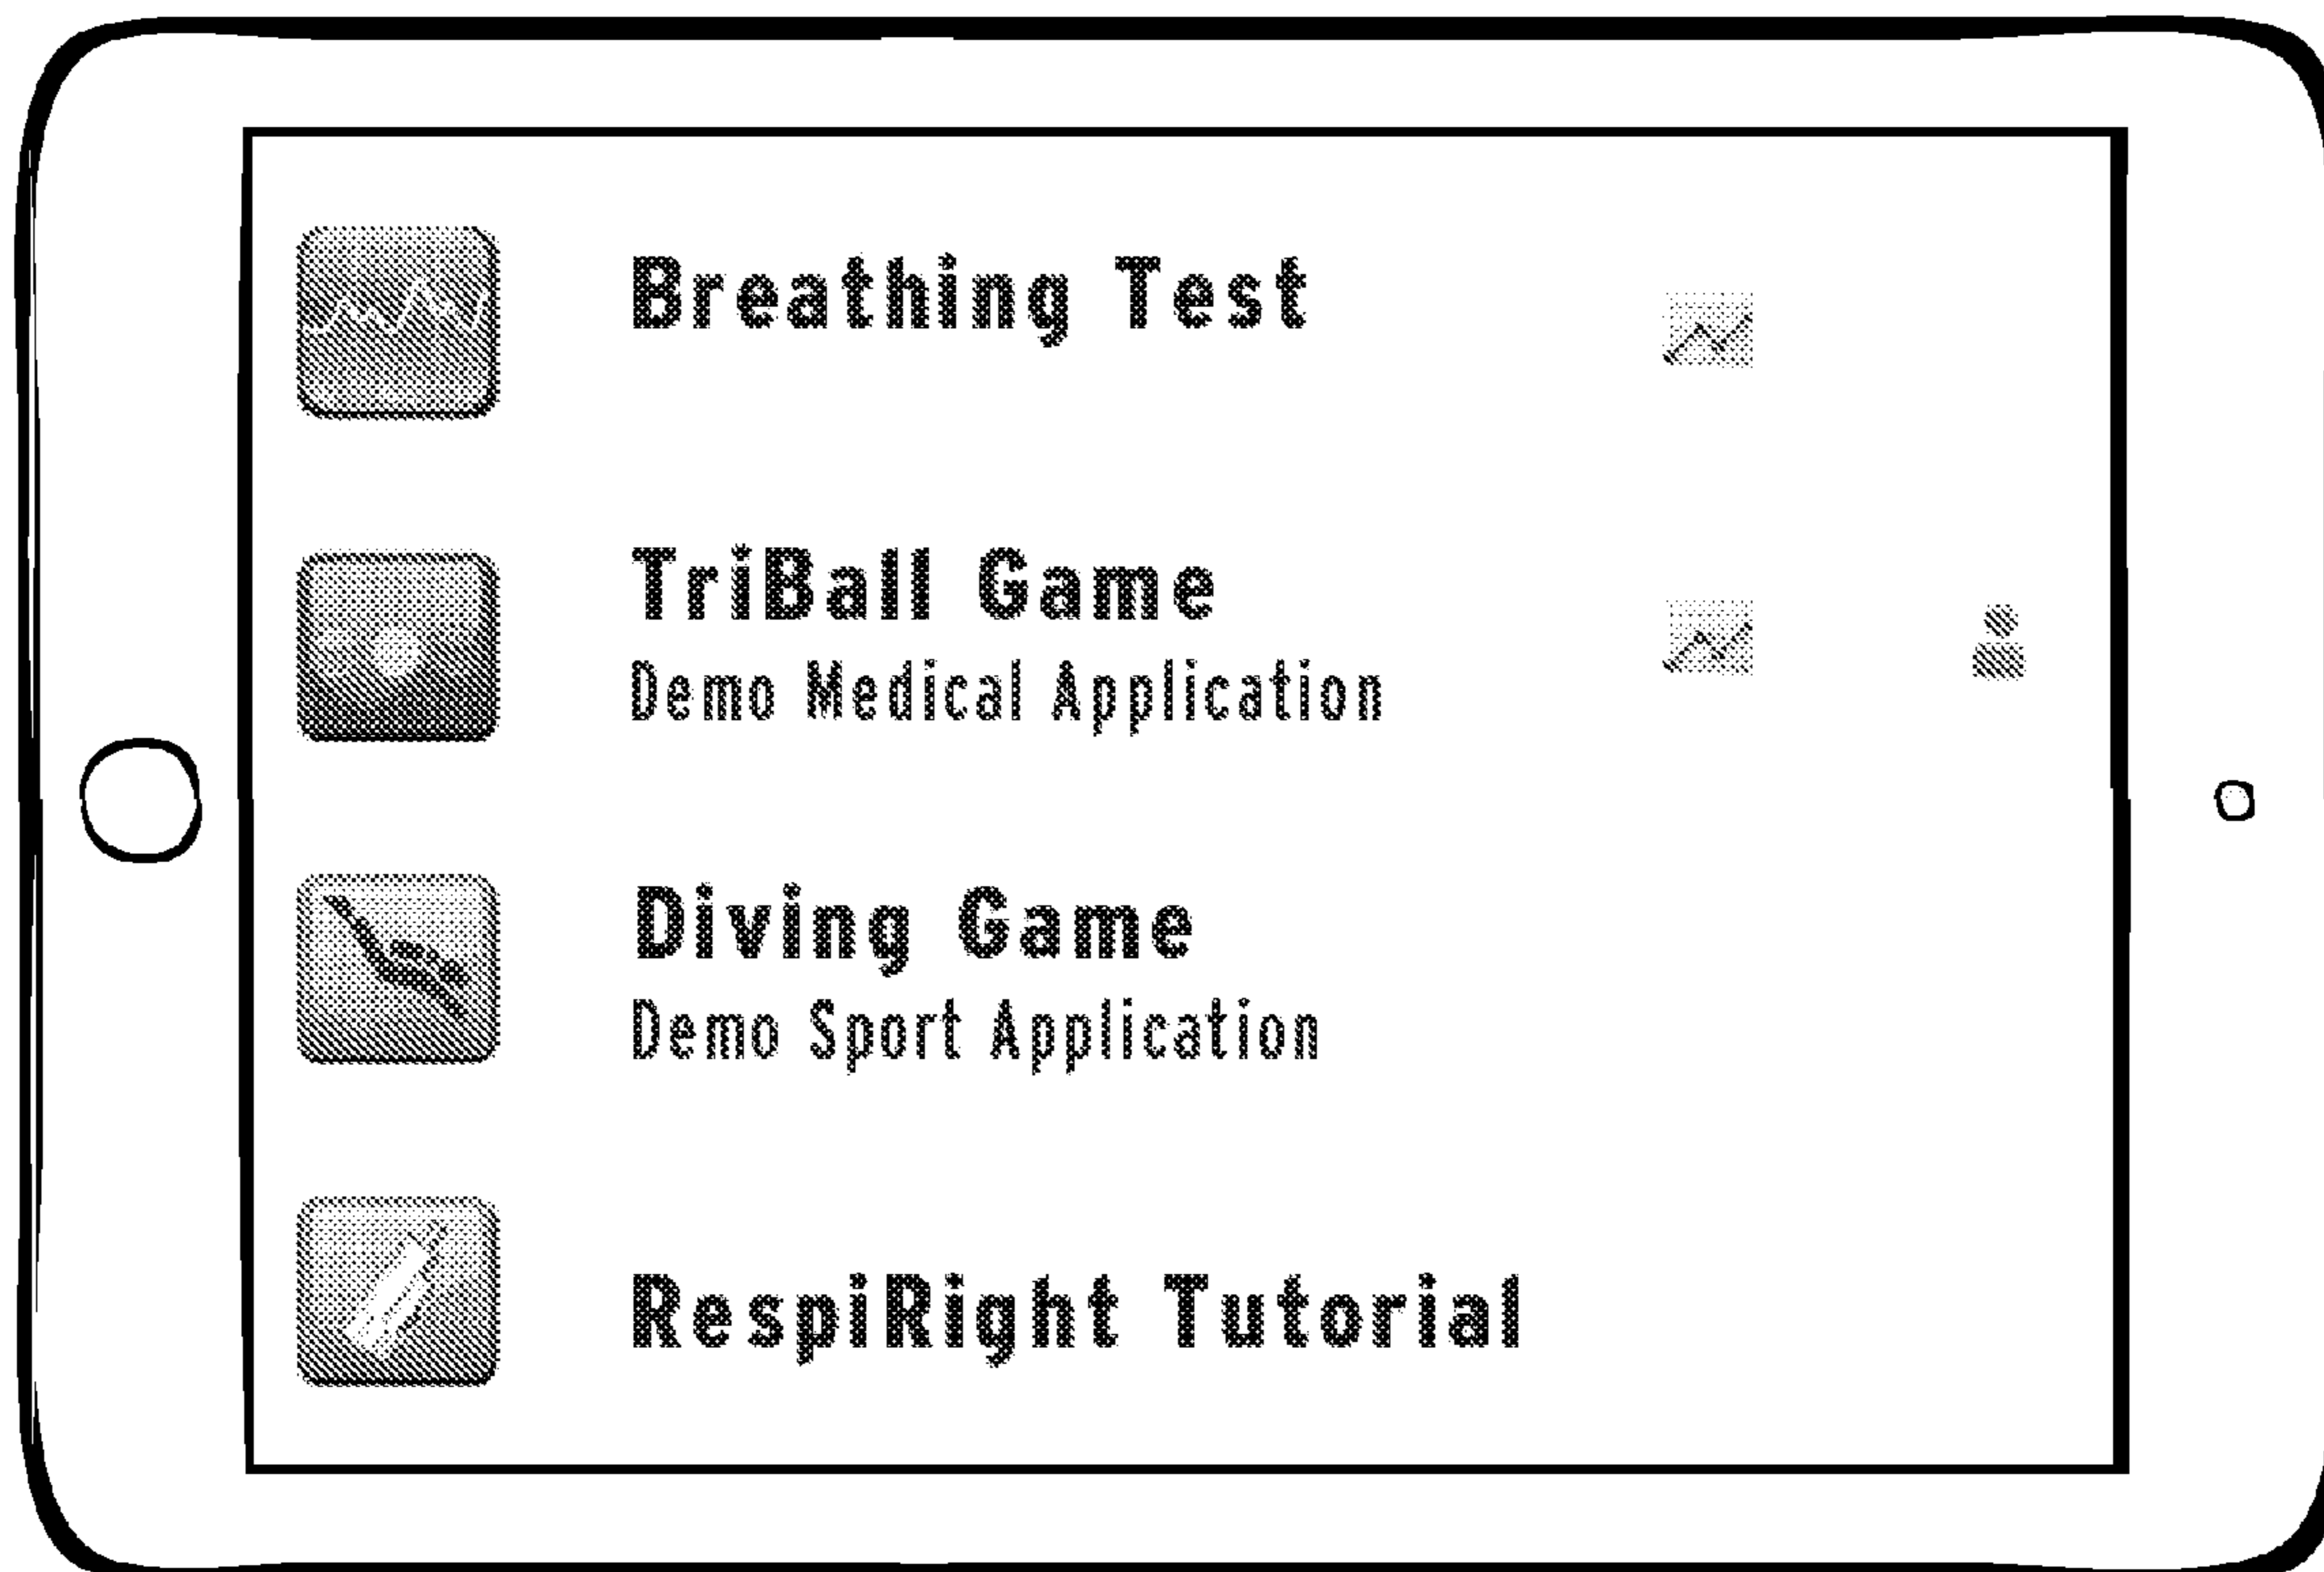 Breathing Test
TriBall Game
Demo Medical Application
Diving Game
Demo Sport Application
RespiRight Tutorial